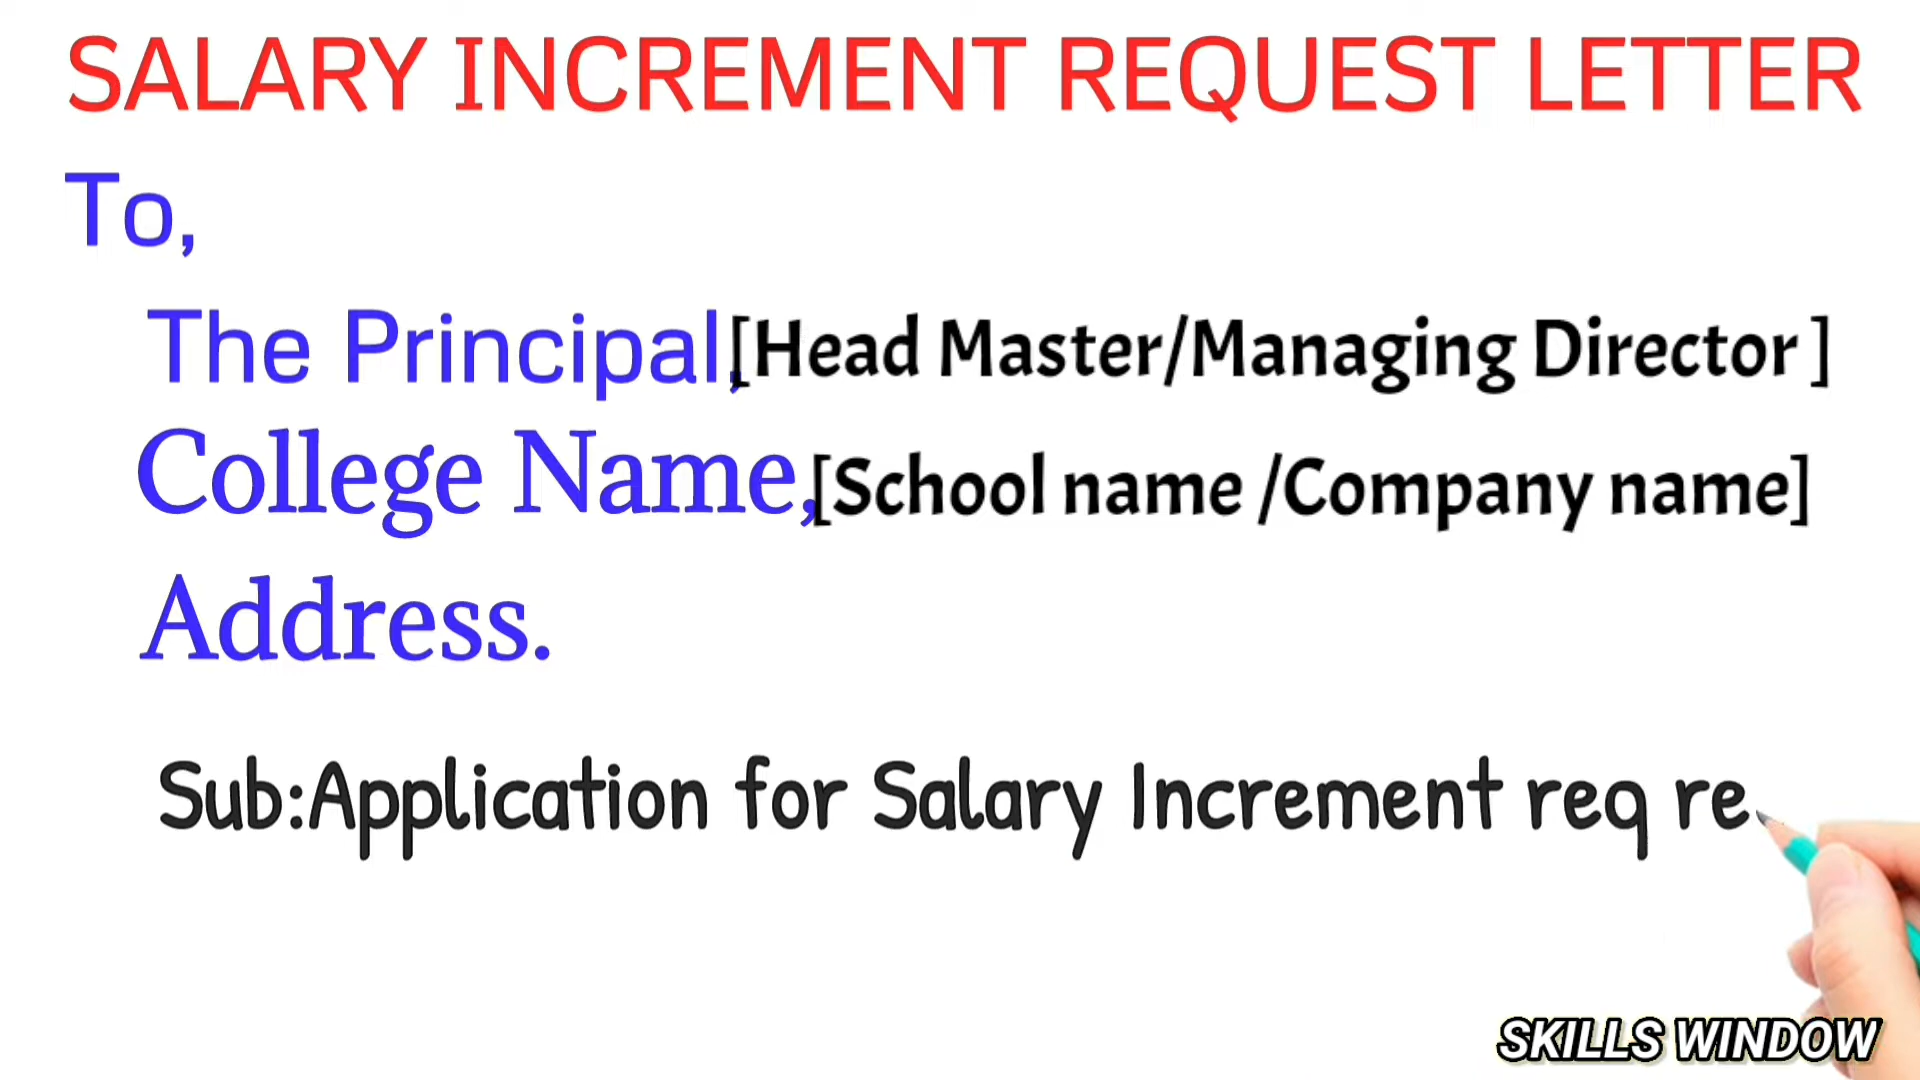 SALARY INCREMENT REQUEST LETTER
To,
The Principal,[Head Master/Managing Director]
College Name,[School name /Company name]
Address.
Sub:Application for Salary Increment req re
SKILLS WINDOW